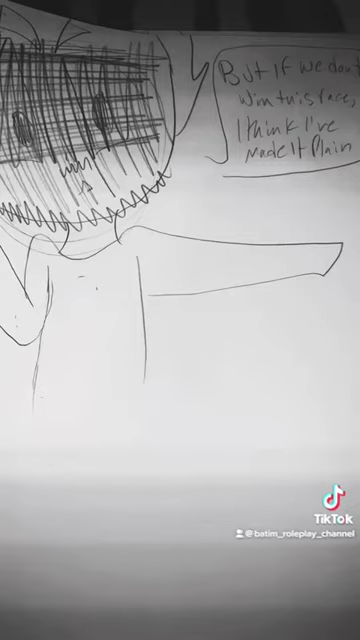 But if we don't
win this race,
I think I've
made it plain
TikTok
@batim_roleplay_channel